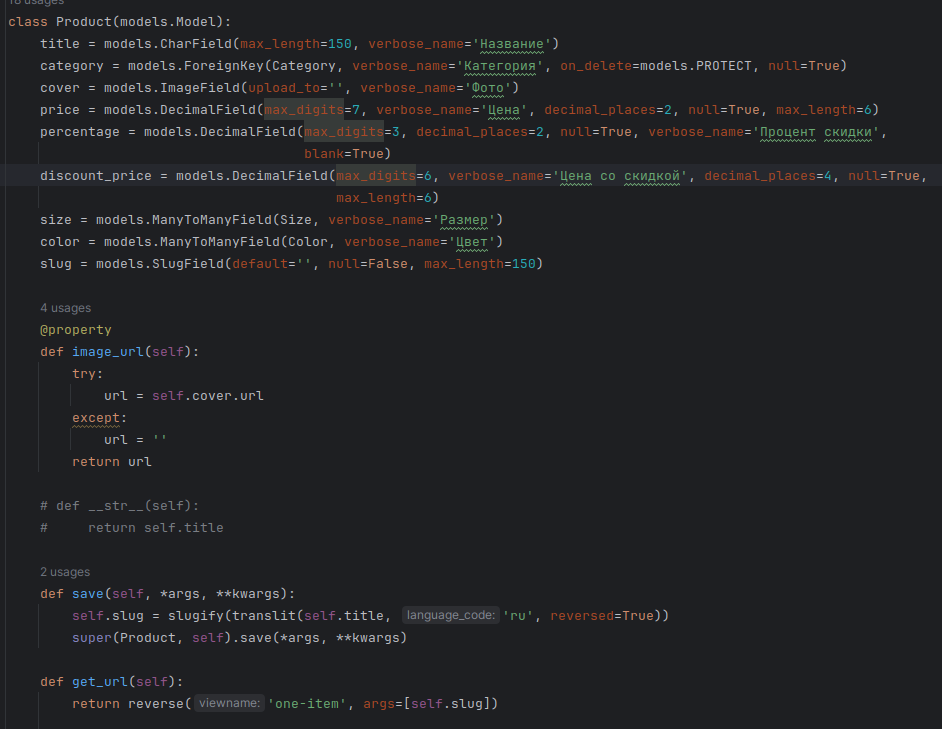 18 usages
class Product(models.Model):
title = models.CharField(max_length=150, verbose_name='Название')
category = models.ForeignKey(Category, verbose_name='Категория', on_delete=models.PROTECT, null=True)
cover = models.ImageField(upload_to='', verbose_name='Фото')
price = models.DecimalField(max_digits=7, verbose_name='Цена', decimal_places=2, null=True, max_length=6)
percentage = models.DecimalField(max_digits=3, decimal_places=2, null=True, verbose_name='Процент скидки',
blank=True)
discount_price = models.DecimalField(max_digits=6, verbose_name='Цена со скидкой', decimal_places=4, null=True,
max_length=6)
size = models.ManyToManyField(Size, verbose_name='Размер')
color = models.ManyToManyField(Color, verbose_name='Цвет')
slug = models.SlugField(default='', null=False, max_length=150)
4 usages
@property
def image_url(self):
try:
url = self.cover.url
except:
url = ''
return url
# def __str__(self):
#     return self.title
2 usages
def save(self, *args, **kwargs):
self.slug = slugify(translit(self.title, language_code: 'ru', reversed=True))
super(Product, self).save(*args, **kwargs)
def get_url(self):
return reverse( viewname: 'one-item', args=[self.slug])